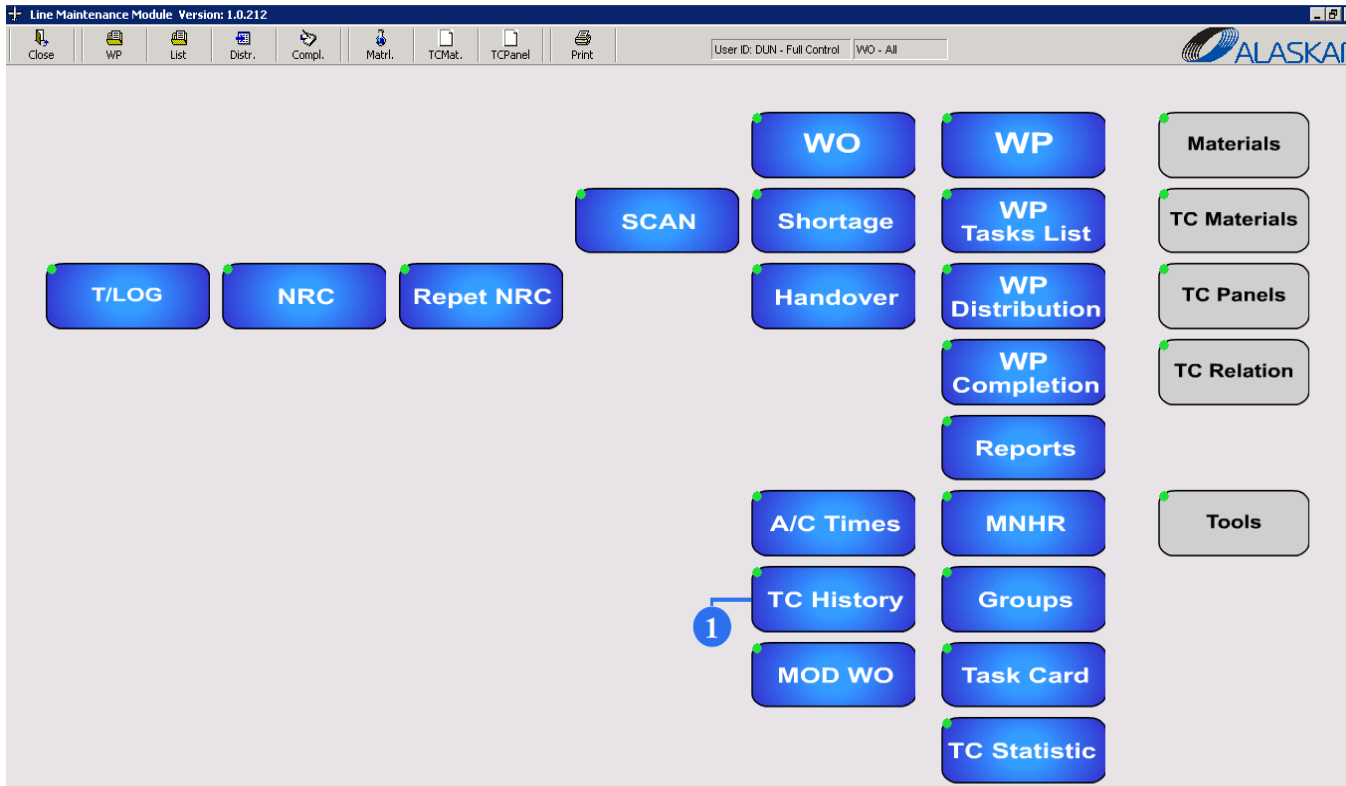 Line Maintenance Module Version: 1.0.212
Close WP List Distr. Compl. Matrl. TCMat. TCPanel Print User ID: DUN - Full Control WO - All
ALASKAR
WO WP Materials
SCAN Shortage WP Tasks List TC Materials
T/LOG NRC Repet NRC Handover WP Distribution TC Panels
WP Completion TC Relation
Reports
A/C Times MNHR Tools
1 TC History Groups
MOD WO Task Card
TC Statistic